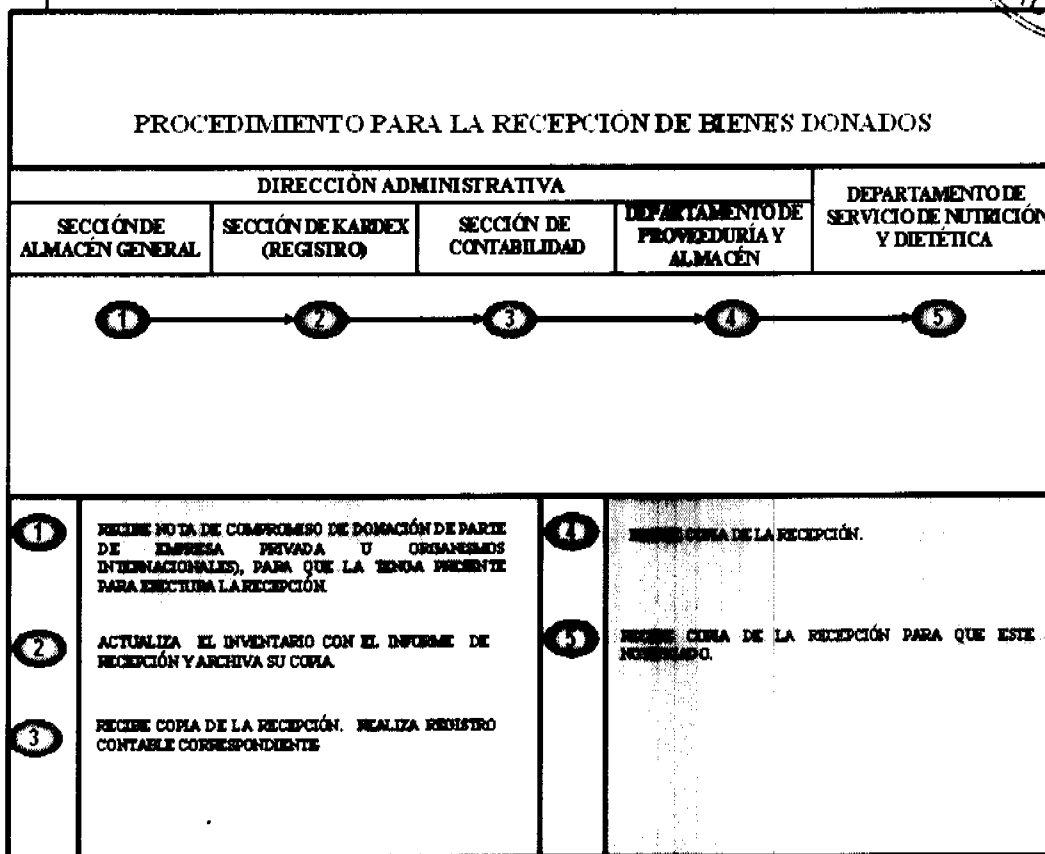 PROCEDIMIENTO PARA LA RECEPCIÓN DE BIENES DONADOS
DIRECCIÓN ADMINISTRATIVA
SECCIÓN DE
ALMACÉN GENERAL
SECCIÓN DE KARDEX
(REGISTRO)
SECCIÓN DE
CONTABILIDAD
DEPARTAMENTO DE
PROVEEDURÍA Y
ALMACÉN
DEPARTAMENTO DE
SERVICIO DE NUTRICIÓN
Y DIETÉTICA
1
2
3
4
5
1
RECIBE NOTA DE COMPROMISO DE DONACIÓN DE PARTE
DE EMPRESA PRIVADA U ORGANISMOS
INTERNACIONALES), PARA QUE LA TENGA PRESENTE
PARA EFECTURA LA RECEPCIÓN.
2
ACTUALIZA EL INVENTARIO CON EL INFORME DE
RECEPCIÓN Y ARCHIVA SU COPIA.
3
RECIBE COPIA DE LA RECEPCIÓN. REALIZA REGISTRO
CONTABLE CORRESPONDIENTE
4
RECIBE COPIA DE LA RECEPCIÓN.
5
RECIBE COPIA DE LA RECEPCIÓN PARA QUE ESTE
NOTIFICADO.